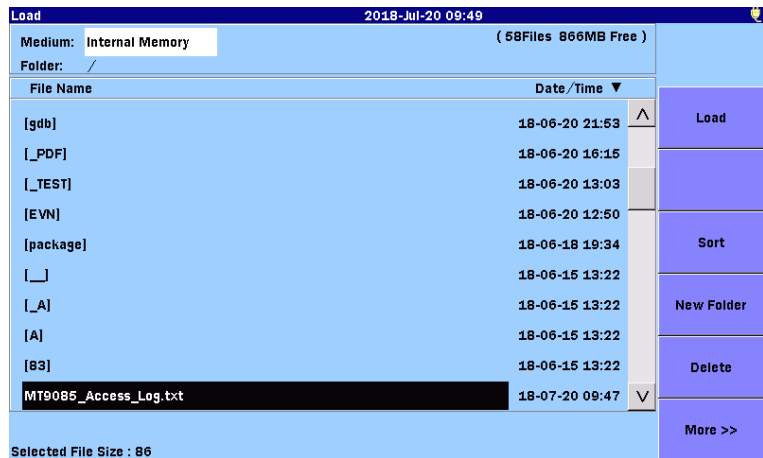 Load 2018-Jul-20 09:49
Medium: Internal Memory ( 58Files 866MB Free )
Folder: /
File Name Date/Time ▼
[gdb] 18-06-20 21:53
[_PDF] 18-06-20 16:15
[_TEST] 18-06-20 13:03
[EVN] 18-06-20 12:50
[package] 18-06-18 19:34
[__] 18-06-15 13:22
[_A] 18-06-15 13:22
[A] 18-06-15 13:22
[83] 18-06-15 13:22
MT9085_Access_Log.txt 18-07-20 09:47
Selected File Size : 86
Load
Sort
New Folder
Delete
More >>